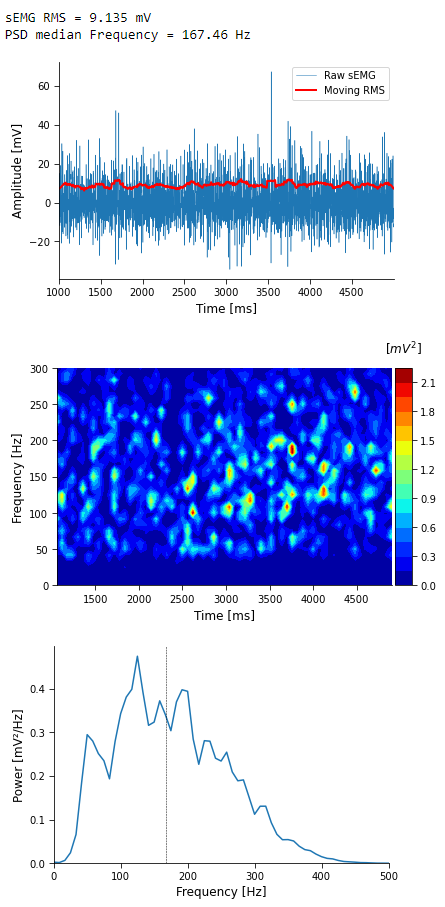 sEMG RMS = 9.135 mV
PSD median Frequency = 167.46 Hz
Raw sEMG
Moving RMS
60
40
20
0
−20
Amplitude [mV]
1000 1500 2000 2500 3000 3500 4000 4500
Time [ms]
[mV²]
300
250
200
150
100
50
0
Frequency [Hz]
2.1
1.8
1.5
1.2
0.9
0.6
0.3
0.0
1500 2000 2500 3000 3500 4000 4500
Time [ms]
0.4
0.3
0.2
0.1
0.0
Power [mV²/Hz]
0 100 200 300 400 500
Frequency [Hz]